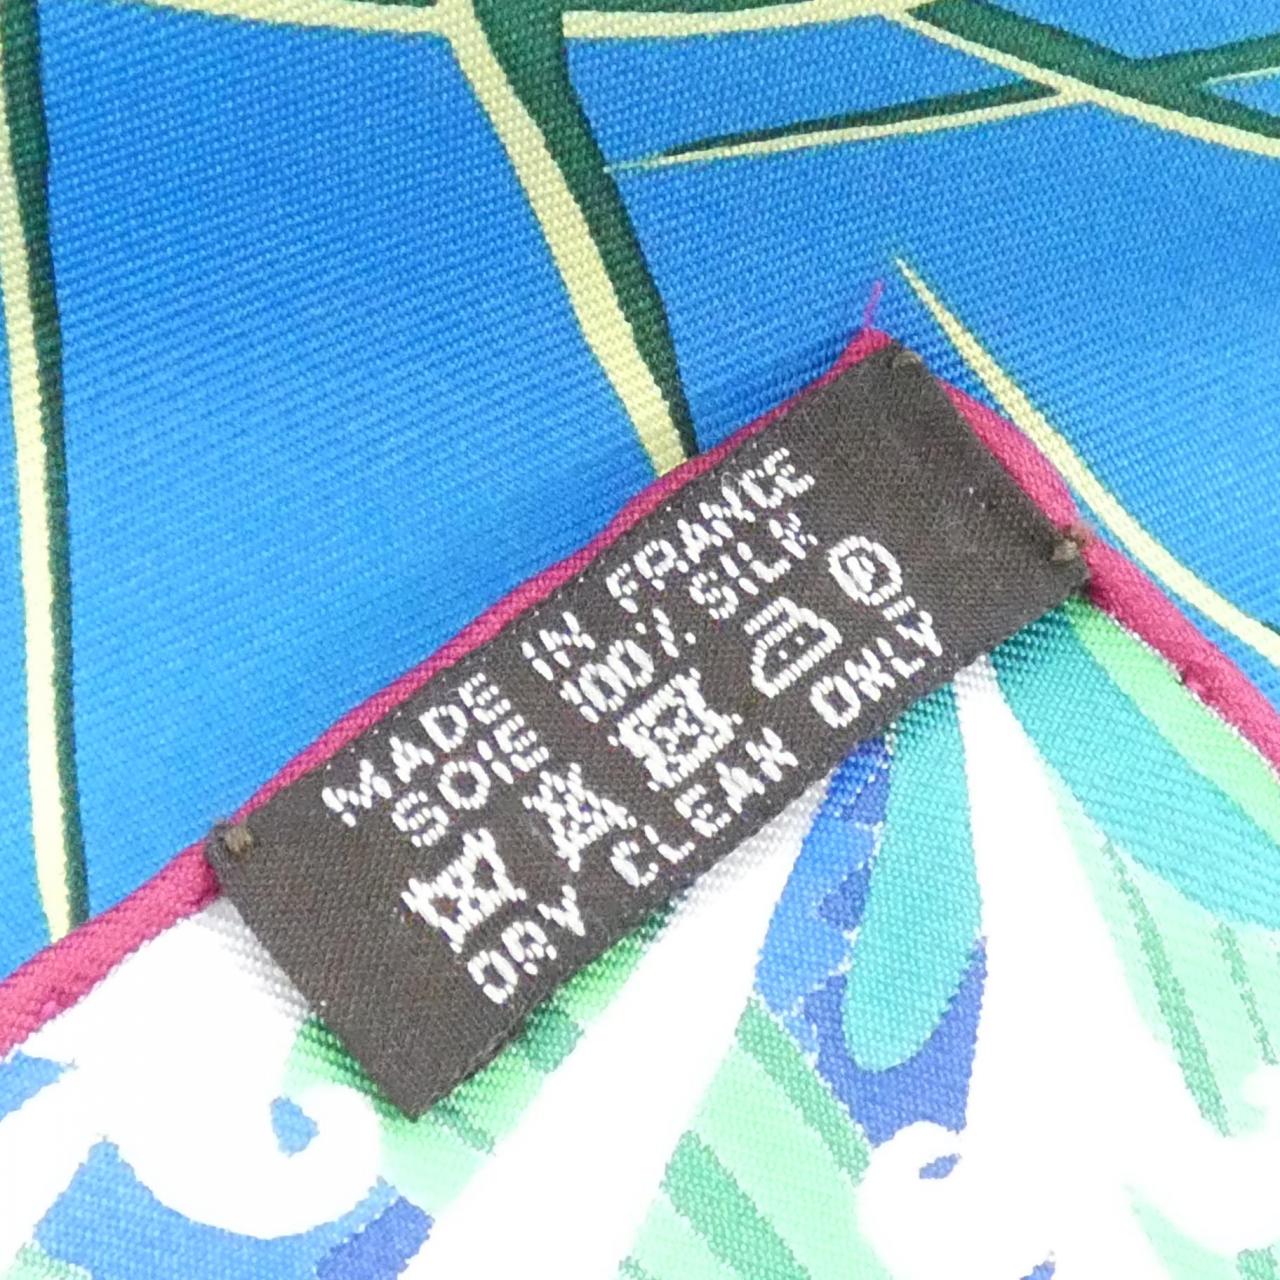 MADE IN FRANCE
SOIE 100% SILK
P
DRY CLEAN ONLY